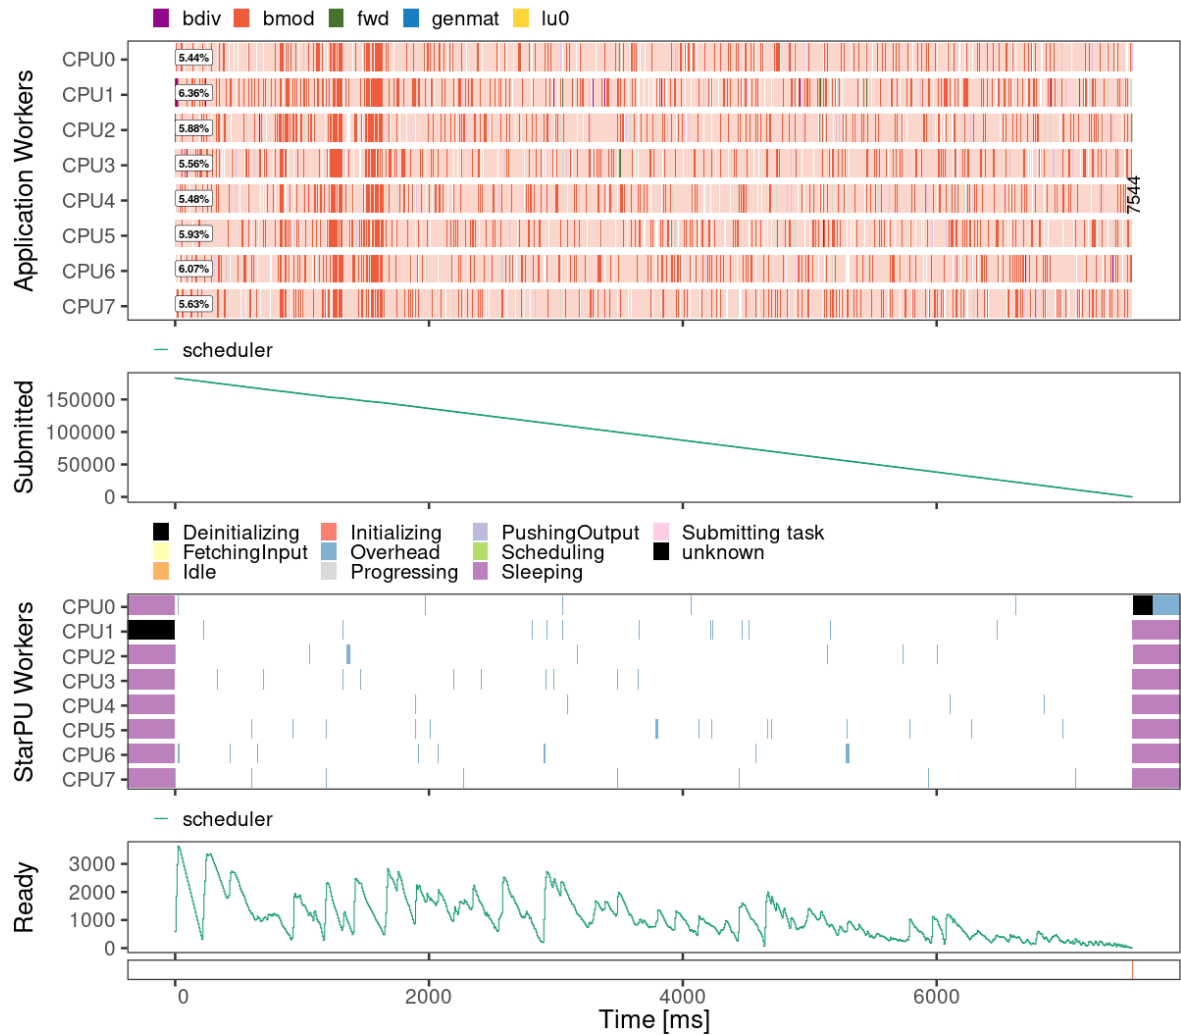 bdiv bmod fwd genmat lu0
Application Workers
CPU0 5.44%
CPU1 6.36%
CPU2 5.88%
CPU3 5.56%
CPU4 5.48%
CPU5 5.93%
CPU6 6.07%
CPU7 5.63%
7544
scheduler
Submitted
150000
100000
50000
0
Deinitializing Initializing PushingOutput Submitting task
FetchingInput Overhead Scheduling unknown
Idle Progressing Sleeping
StarPU Workers
CPU0
CPU1
CPU2
CPU3
CPU4
CPU5
CPU6
CPU7
scheduler
Ready
3000
2000
1000
0
0 2000 4000 6000
Time [ms]